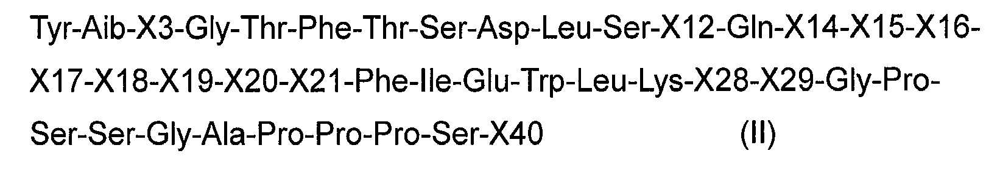 Tyr-Aib-X3-Gly-Thr-Phe-Thr-Ser-Asp-Leu-Ser-X12-Gln-X14-X15-X16-
X17-X18-X19-X20-X21-Phe-Ile-Glu-Trp-Leu-Lys-X28-X29-Gly-Pro-
Ser-Ser-Gly-Ala-Pro-Pro-Pro-Ser-X40 (II)